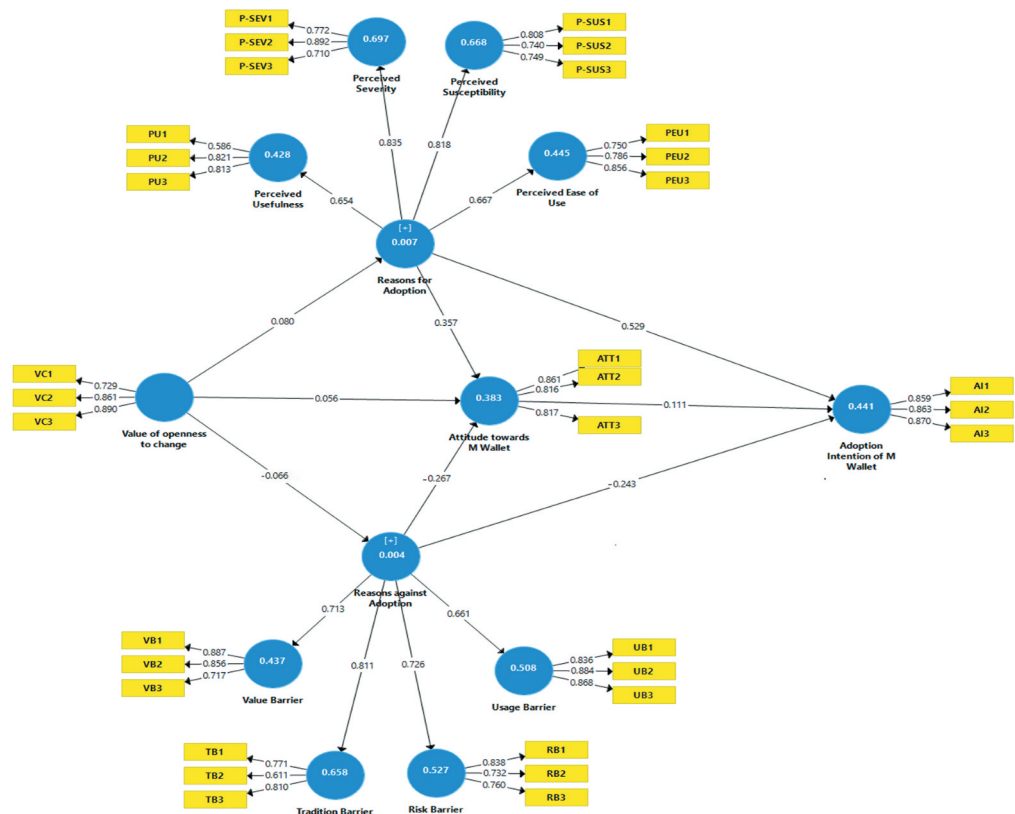 P-SEV1
P-SEV2
P-SEV3
0.772
0.892
0.710
0.697
Perceived
Severity
0.668
Perceived
Susceptibility
0.808
0.740
0.749
P-SUS1
P-SUS2
P-SUS3
PU1
PU2
PU3
0.586
0.821
0.813
0.428
Perceived
Usefulness
0.835
0.818
0.445
Perceived Ease of
Use
0.750
0.786
0.856
PEU1
PEU2
PEU3
0.654
0.667
[+]
0.007
Reasons for
Adoption
0.080
0.357
0.529
VC1
VC2
VC3
0.729
0.861
0.890
Value of openness
to change
0.056
0.383
Attitude towards
M Wallet
0.861
0.816
0.817
ATT1
ATT2
ATT3
0.111
0.441
Adoption
Intention of M
Wallet
0.859
0.863
0.870
AI1
AI2
AI3
-0.066
-0.267
-0.243
[+]
0.004
Reasons against
Adoption
0.713
0.811
0.726
0.661
VB1
VB2
VB3
0.887
0.856
0.717
0.437
Value Barrier
0.508
Usage Barrier
0.836
0.884
0.868
UB1
UB2
UB3
TB1
TB2
TB3
0.771
0.611
0.810
0.658
Tradition Barrier
0.527
Risk Barrier
0.838
0.732
0.760
RB1
RB2
RB3